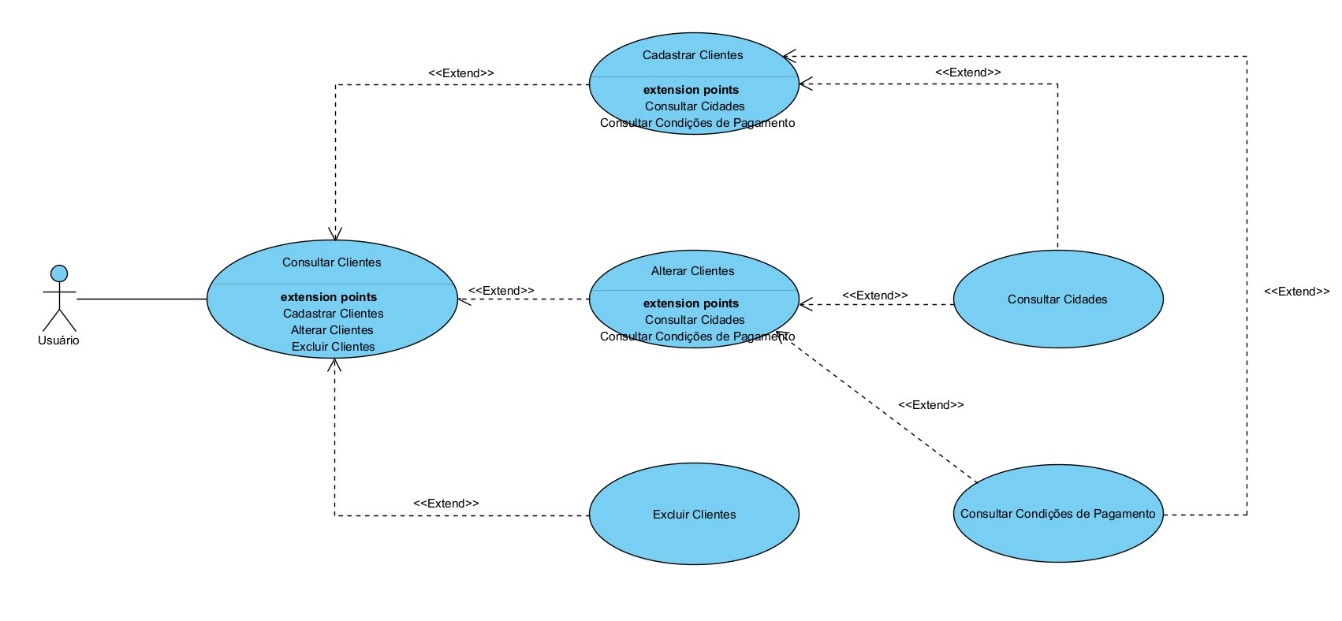 Cadastrar Clientes
<<Extend>>
<<Extend>>
extension points
Consultar Cidades
Consultar Condições de Pagamento
Consultar Clientes
Alterar Clientes
<<Extend>>
<<Extend>>
<<Extend>>
extension points
Cadastrar Clientes
Alterar Clientes
Excluir Clientes
extension points
Consultar Cidades
Consultar Condições de Pagamento
Consultar Cidades
Usuário
<<Extend>>
<<Extend>>
Excluir Clientes
Consultar Condições de Pagamento